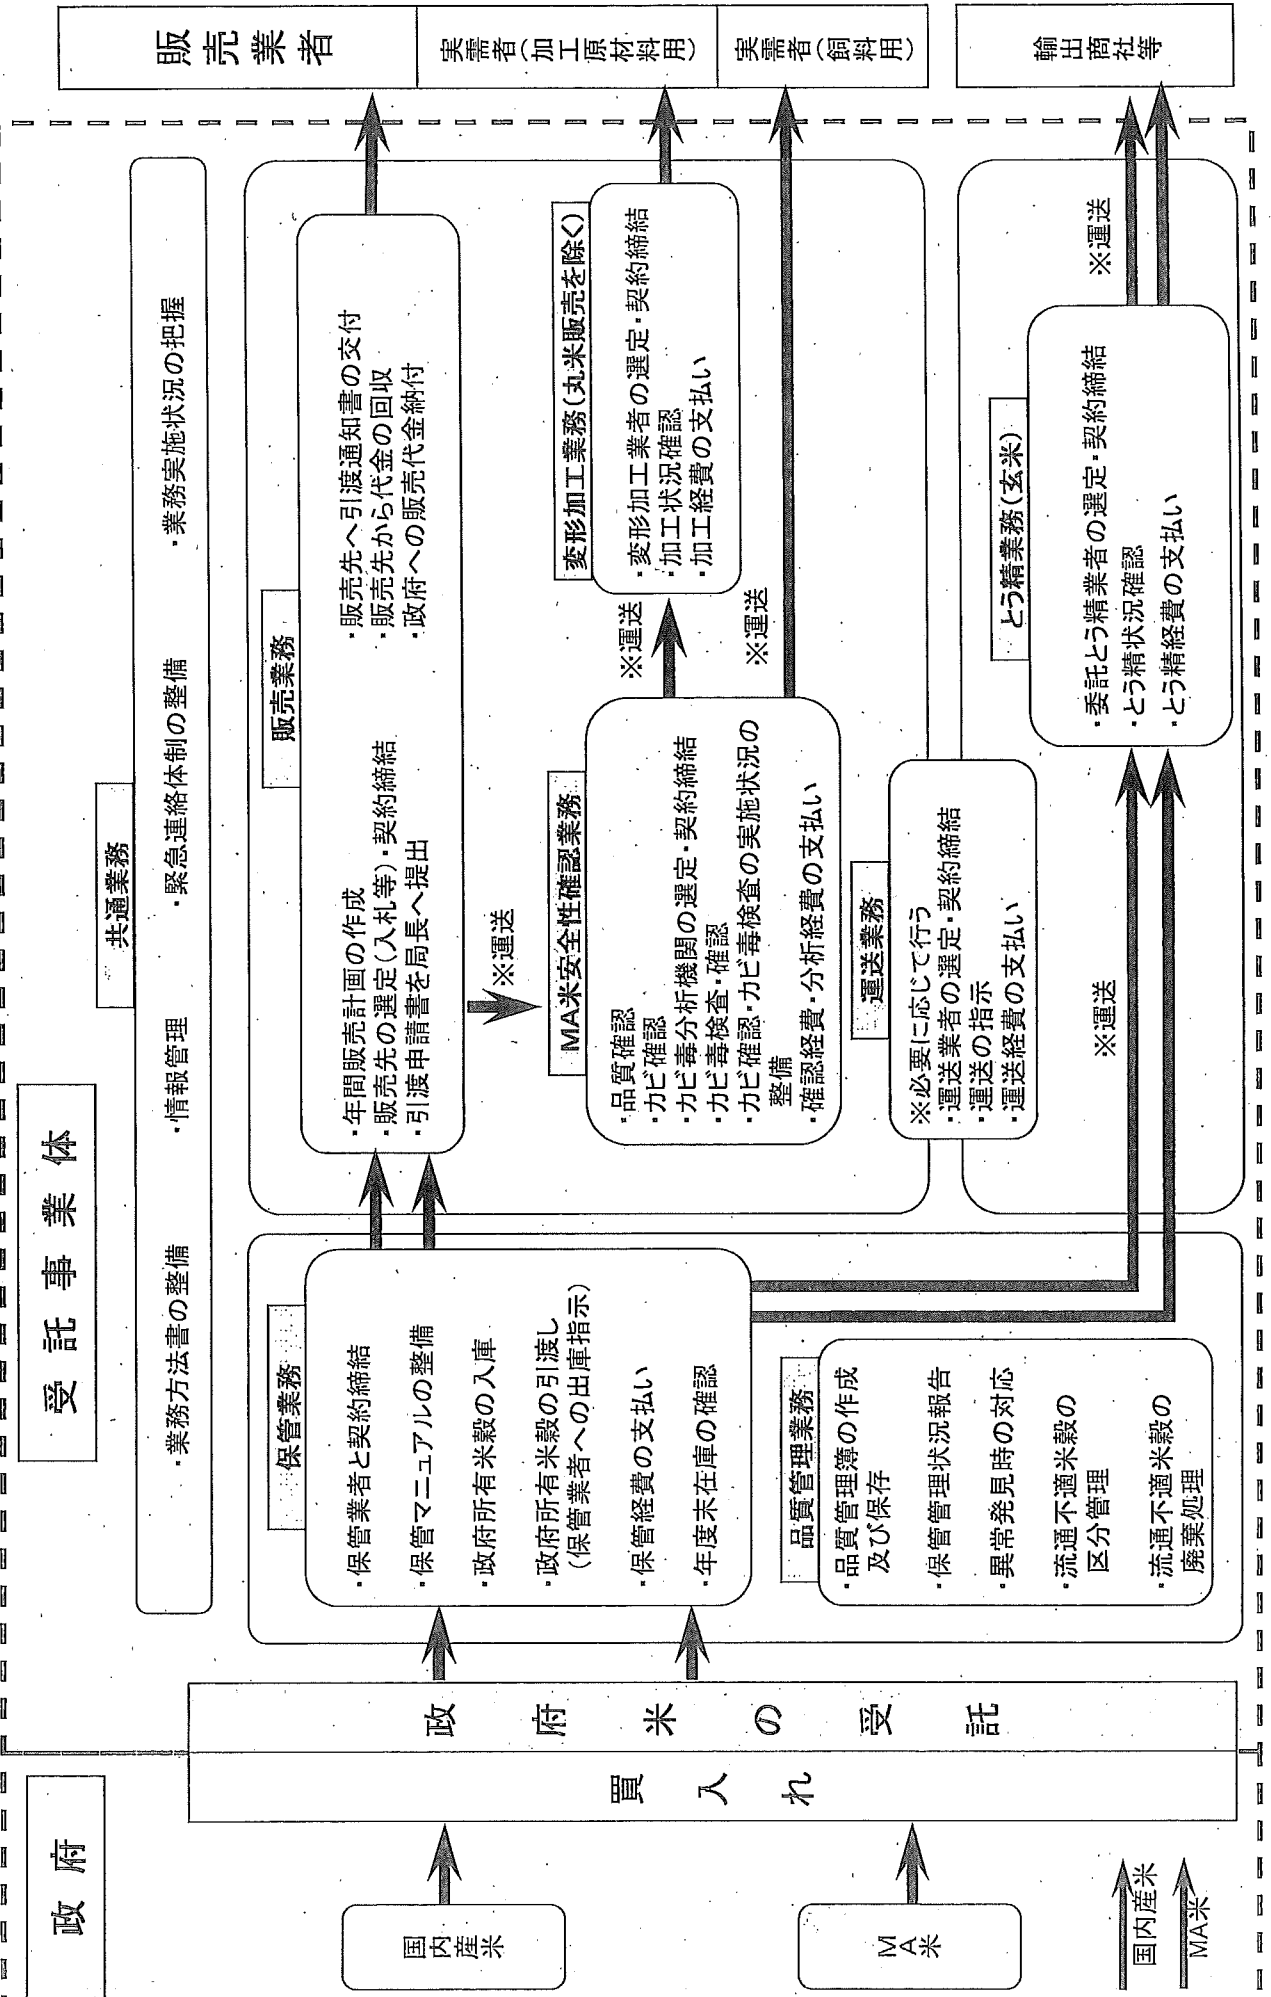 政府
国内産米
MA米
国内産米
MA米
買入れ
政府米の受託
受託事業体
共通業務
・業務方法書の整備
・情報管理
・緊急連絡体制の整備
・業務実施状況の把握
保管業務
・保管業者と契約締結
・保管マニュアルの整備
・政府所有米穀の入庫
・政府所有米穀の引渡し
(保管業者への出庫指示)
・保管経費の支払い
・年度末在庫の確認
品質管理業務
・品質管理簿の作成
及び保存
・保管管理状況報告
・異常発見時の対応
・流通不適米穀の
区分管理
・流通不適米穀の
廃棄処理
販売業務
・年間販売計画の作成
・販売先の選定(入札等)・契約締結
・引渡申請書を局長へ提出
・販売先へ引渡通知書の交付
・販売先から代金の回収
・政府への販売代金納付
※運送
MA米安全性確認業務
・品質確認
・カビ確認
・カビ毒分析機関の選定・契約締結
・カビ毒検査・確認
・カビ確認・カビ毒検査の実施状況の
整備
・確認経費・分析経費の支払い
※運送
※運送
変形加工業務(丸米販売を除く)
・変形加工業者の選定・契約締結
・加工状況確認
・加工経費の支払い
運送業務
※必要に応じて行う
・運送業者の選定・契約締結
・運送の指示
・運送経費の支払い
※運送
とう精業務(玄米)
・委託とう精業者の選定・契約締結
・とう精状況確認
・とう精経費の支払い
※運送
販売業者
実需者(加工原材料用)
実需者(飼料用)
輸出商社等